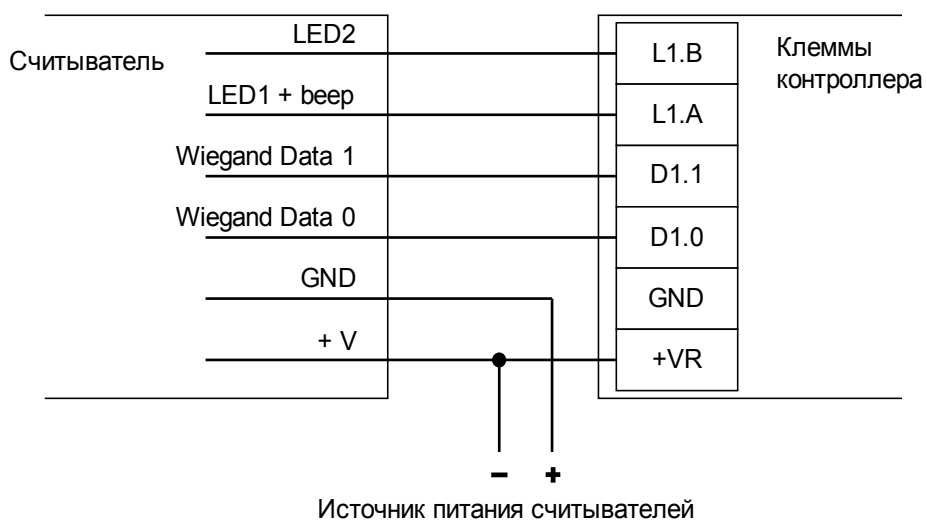 Считыватель
LED2
LED1 + beep
Wiegand Data 1
Wiegand Data 0
GND
+ V
L1.B
L1.A
D1.1
D1.0
GND
+VR
Клеммы
контроллера
– +
Источник питания считывателей